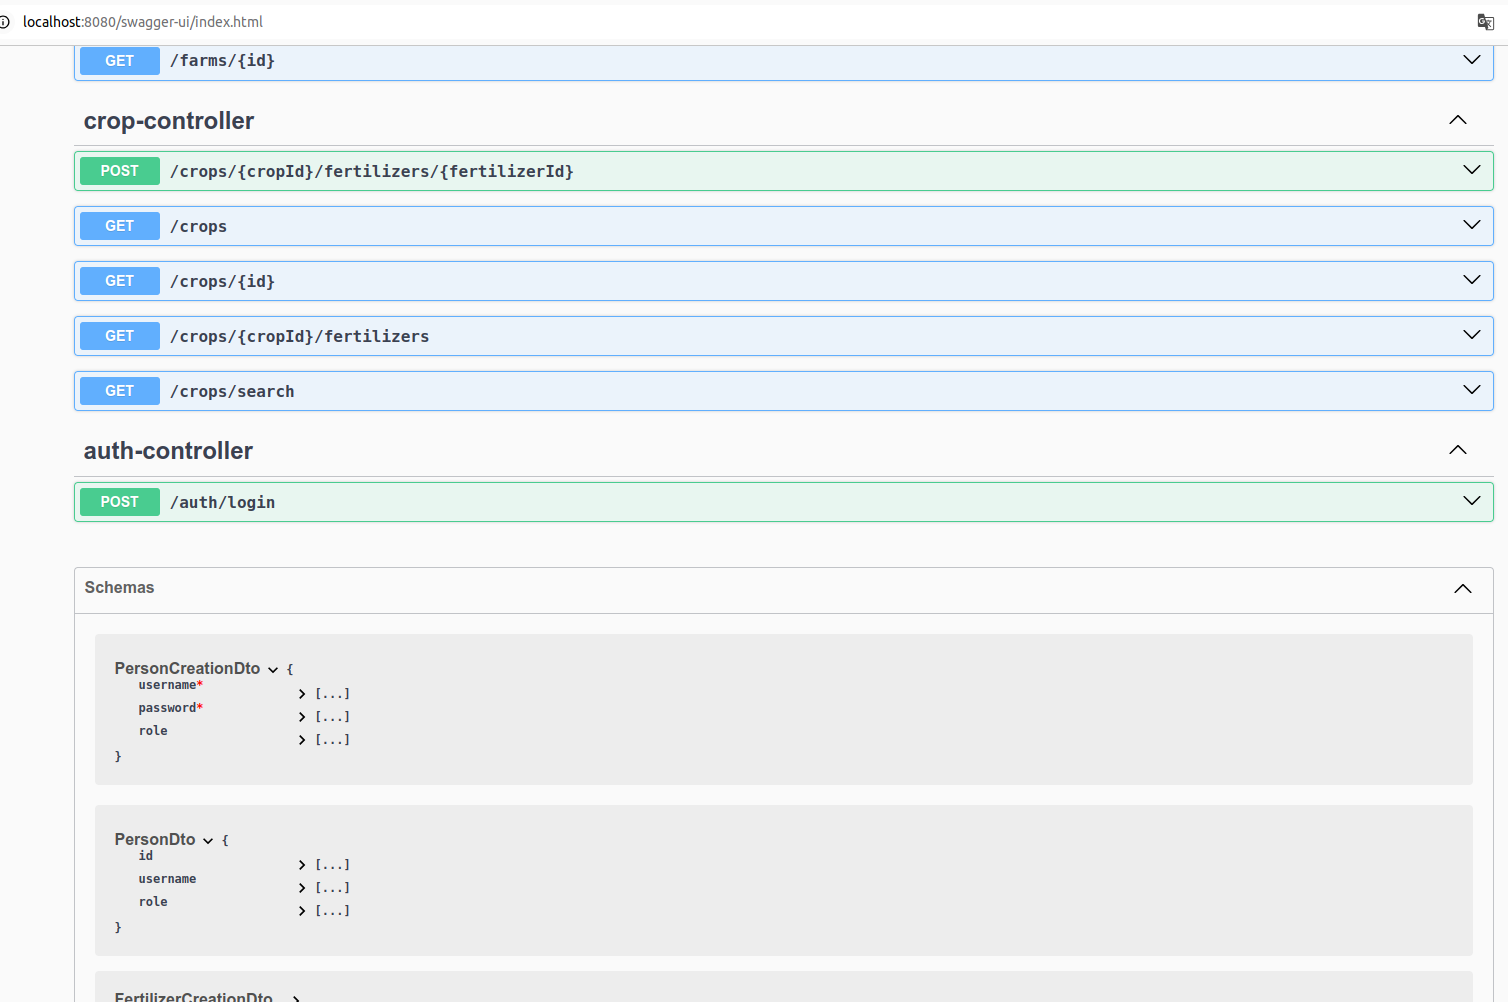 localhost:8080/swagger-ui/index.html
GET /farms/{id}
crop-controller
POST /crops/{cropId}/fertilizers/{fertilizerId}
GET /crops
GET /crops/{id}
GET /crops/{cropId}/fertilizers
GET /crops/search
auth-controller
POST /auth/login
Schemas
PersonCreationDto {
username* [...]
password* [...]
role [...]
}
PersonDto {
id [...]
username [...]
role [...]
}
FertilizerCreationDto